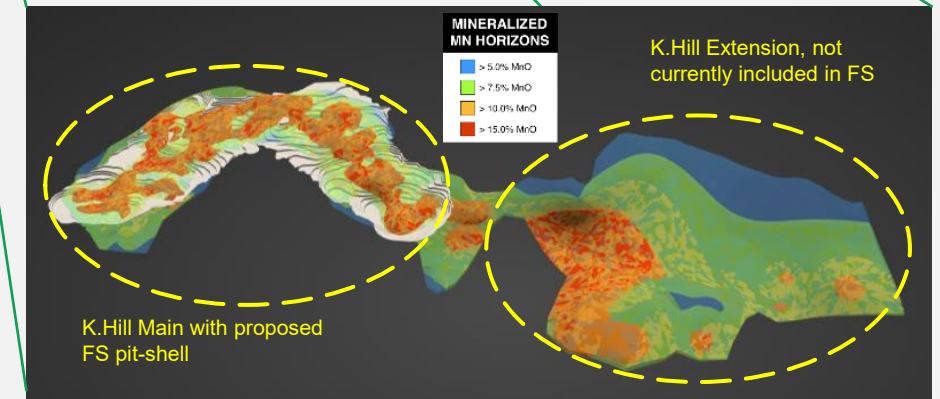 MINERALIZED
MN HORIZONS
> 5.0% MnO
> 7.5% MnO
> 10.0% MnO
> 15.0% MnO
K.Hill Extension, not
currently included in FS
K.Hill Main with proposed
FS pit-shell